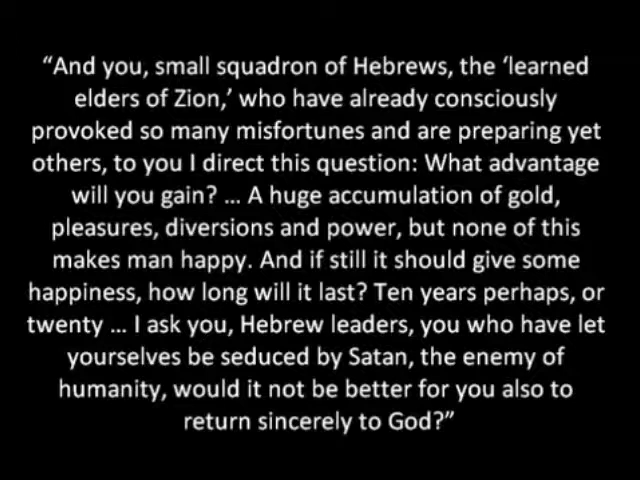 “And you, small squadron of Hebrews, the ‘learned
elders of Zion,’ who have already consciously
provoked so many misfortunes and are preparing yet
others, to you I direct this question: What advantage
will you gain? … A huge accumulation of gold,
pleasures, diversions and power, but none of this
makes man happy. And if still it should give some
happiness, how long will it last? Ten years perhaps, or
twenty … I ask you, Hebrew leaders, you who have let
yourselves be seduced by Satan, the enemy of
humanity, would it not be better for you also to
return sincerely to God?”